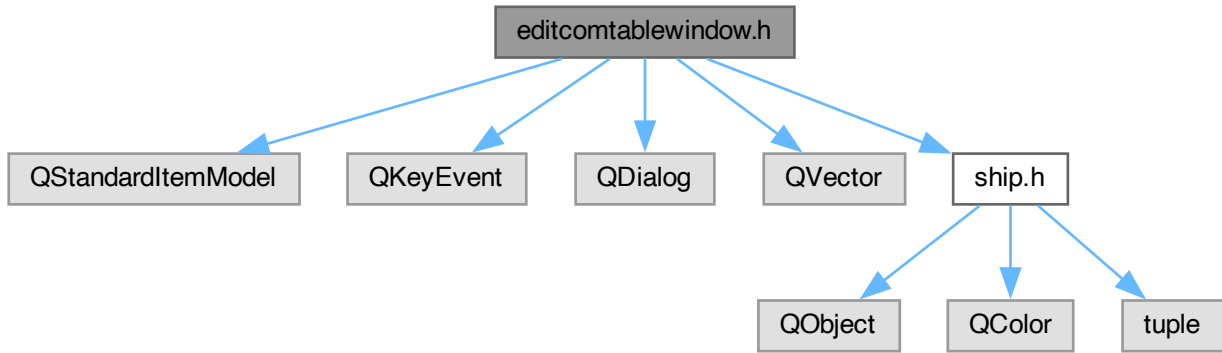 editcomtablewindow.h
QStandardItemModel
QKeyEvent
QDialog
QVector
ship.h
QObject
QColor
tuple